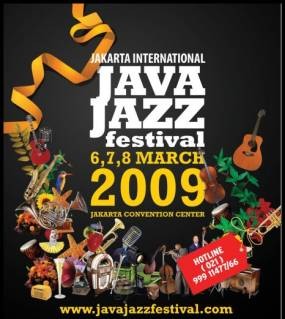 JAKARTA INTERNATIONAL
JAVA
JAZZ
festival
6,7,8 MARCH
2009
JAKARTA CONVENTION CENTER
HOTLINE
(021)
999 11477/66
www.javajazzfestival.com